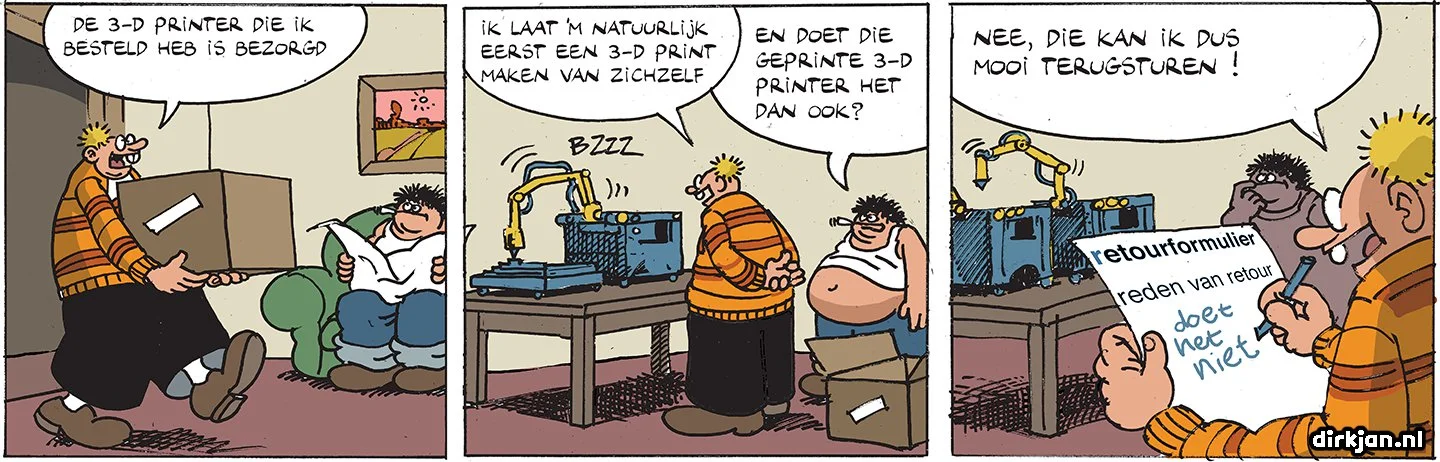 DE 3-D PRINTER DIE IK
BESTELD HEB IS BEZORGD
IK LAAT 'M NATUURLIJK
EERST EEN 3-D PRINT
MAKEN VAN ZICHZELF
EN DOET DIE
GEPRINTE 3-D
PRINTER HET
DAN OOK?
BZZZ
NEE, DIE KAN IK DUS
MOOI TERUGSTUREN!
retourformulier
reden van retour
doet
het
niet
dirkjan.nl